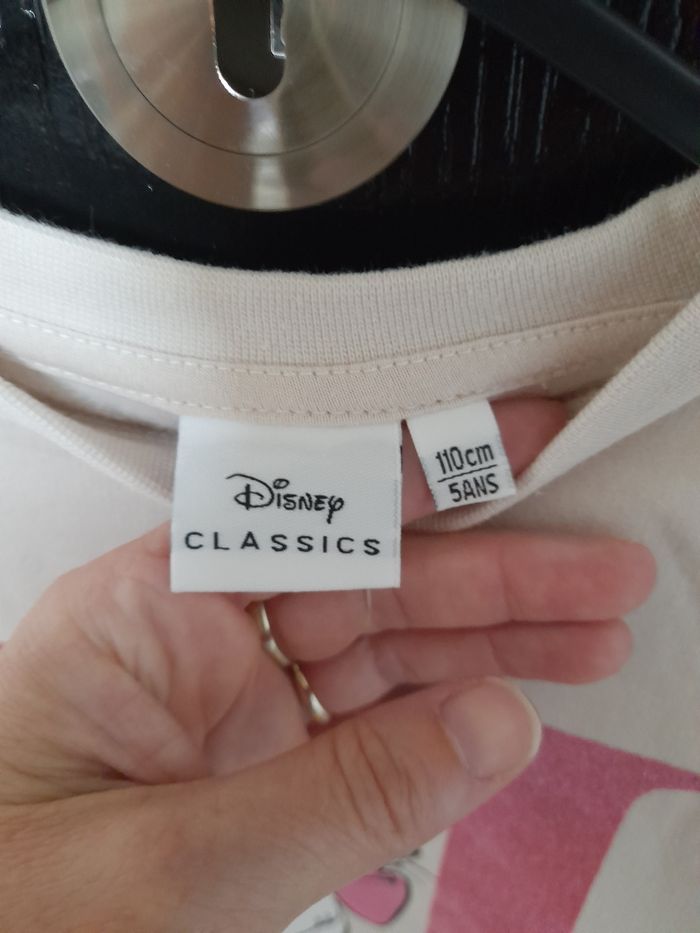 Disney
CLASSICS
110cm
5ANS